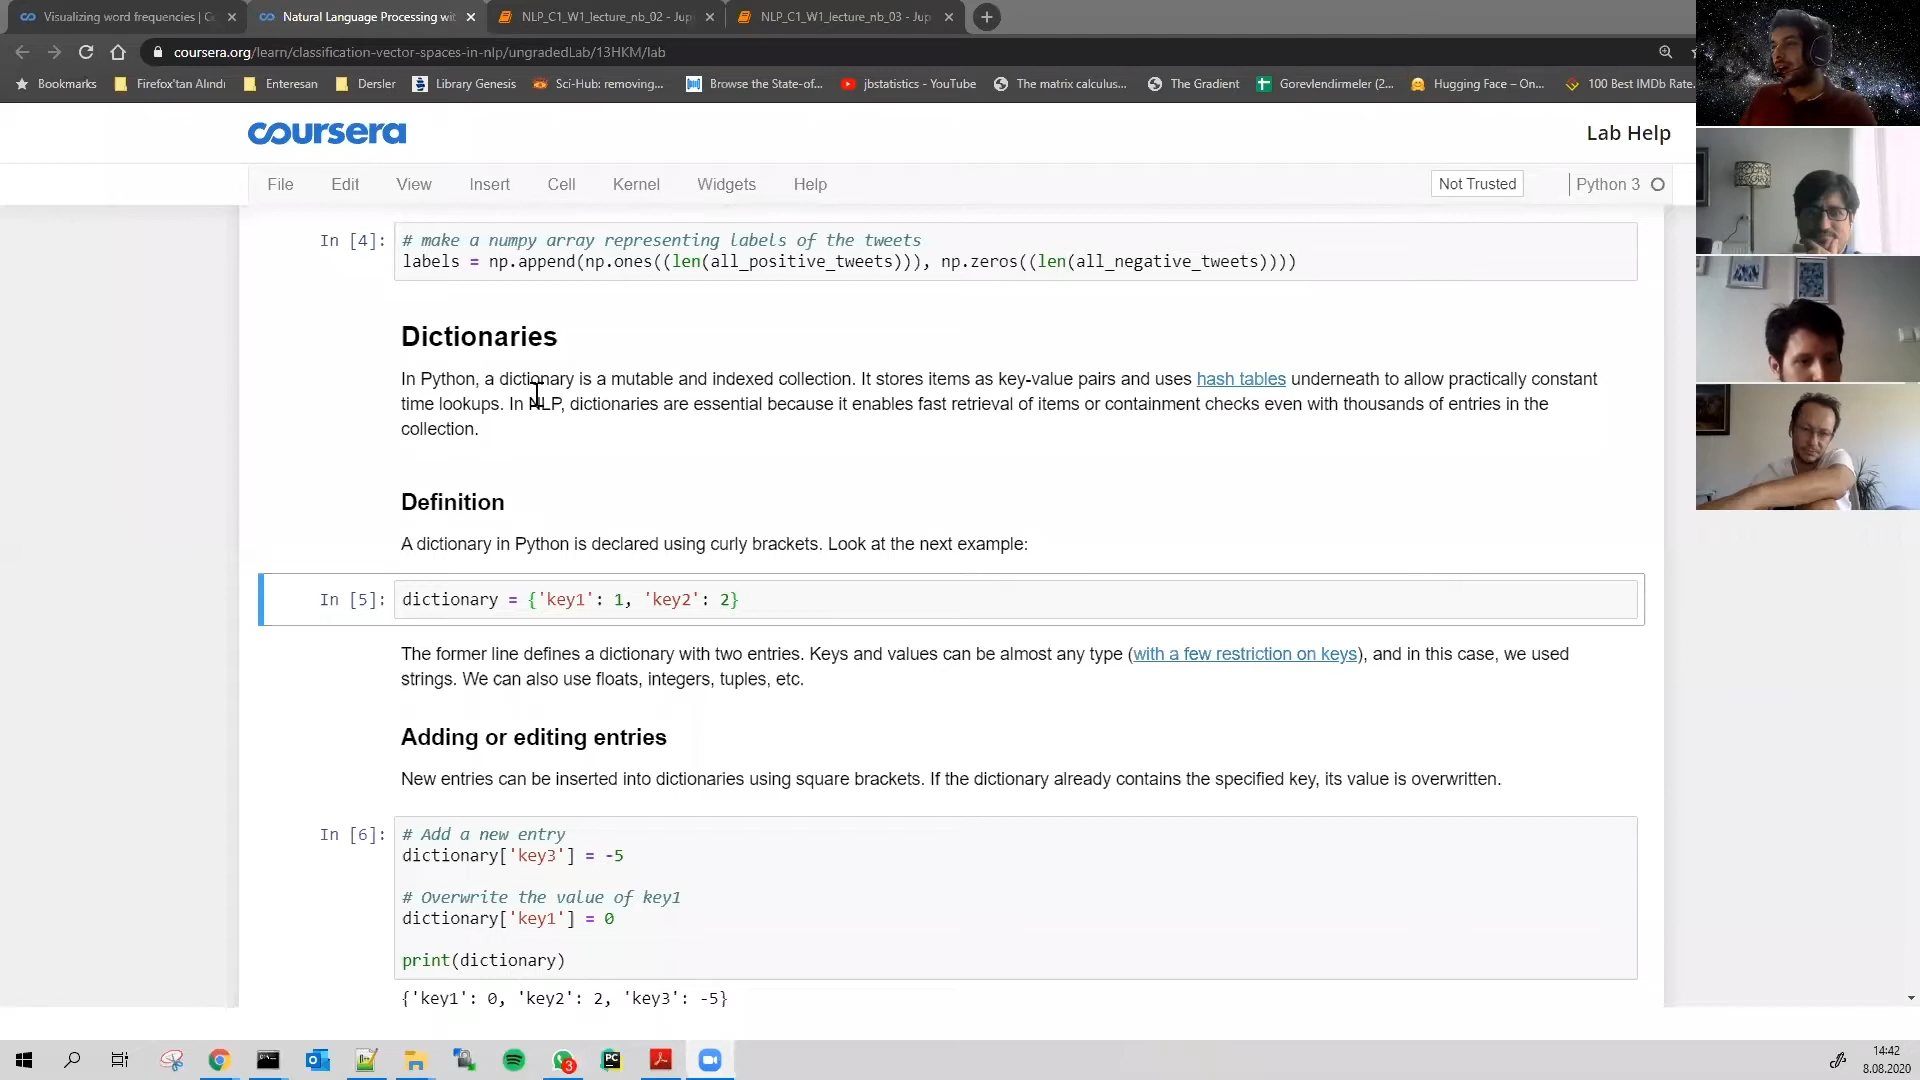 Visualizing word frequencies | C
Natural Language Processing wit
NLP_C1_W1_lecture_nb_02 - Jup
NLP_C1_W1_lecture_nb_03 - Jup
coursera.org/learn/classification-vector-spaces-in-nlp/ungradedLab/13HKM/lab
Bookmarks
Firefox'tan Alındı
Enteresan
Dersler
Library Genesis
Sci-Hub: removing...
Browse the State-of...
jbstatistics - YouTube
The matrix calculus...
The Gradient
Gorevlendirmeler (2...
Hugging Face – On...
100 Best IMDb Rate.
coursera
Lab Help
File Edit View Insert Cell Kernel Widgets Help
Not Trusted
Python 3
In [4]: # make a numpy array representing labels of the tweets
labels = np.append(np.ones((len(all_positive_tweets))), np.zeros((len(all_negative_tweets))))
Dictionaries
In Python, a dictionary is a mutable and indexed collection. It stores items as key-value pairs and uses hash tables underneath to allow practically constant
time lookups. In NLP, dictionaries are essential because it enables fast retrieval of items or containment checks even with thousands of entries in the
collection.
Definition
A dictionary in Python is declared using curly brackets. Look at the next example:
In [5]: dictionary = {'key1': 1, 'key2': 2}
The former line defines a dictionary with two entries. Keys and values can be almost any type (with a few restriction on keys), and in this case, we used
strings. We can also use floats, integers, tuples, etc.
Adding or editing entries
New entries can be inserted into dictionaries using square brackets. If the dictionary already contains the specified key, its value is overwritten.
In [6]: # Add a new entry
dictionary['key3'] = -5
# Overwrite the value of key1
dictionary['key1'] = 0
print(dictionary)
{'key1': 0, 'key2': 2, 'key3': -5}
3
PC
14:42
8.08.2020